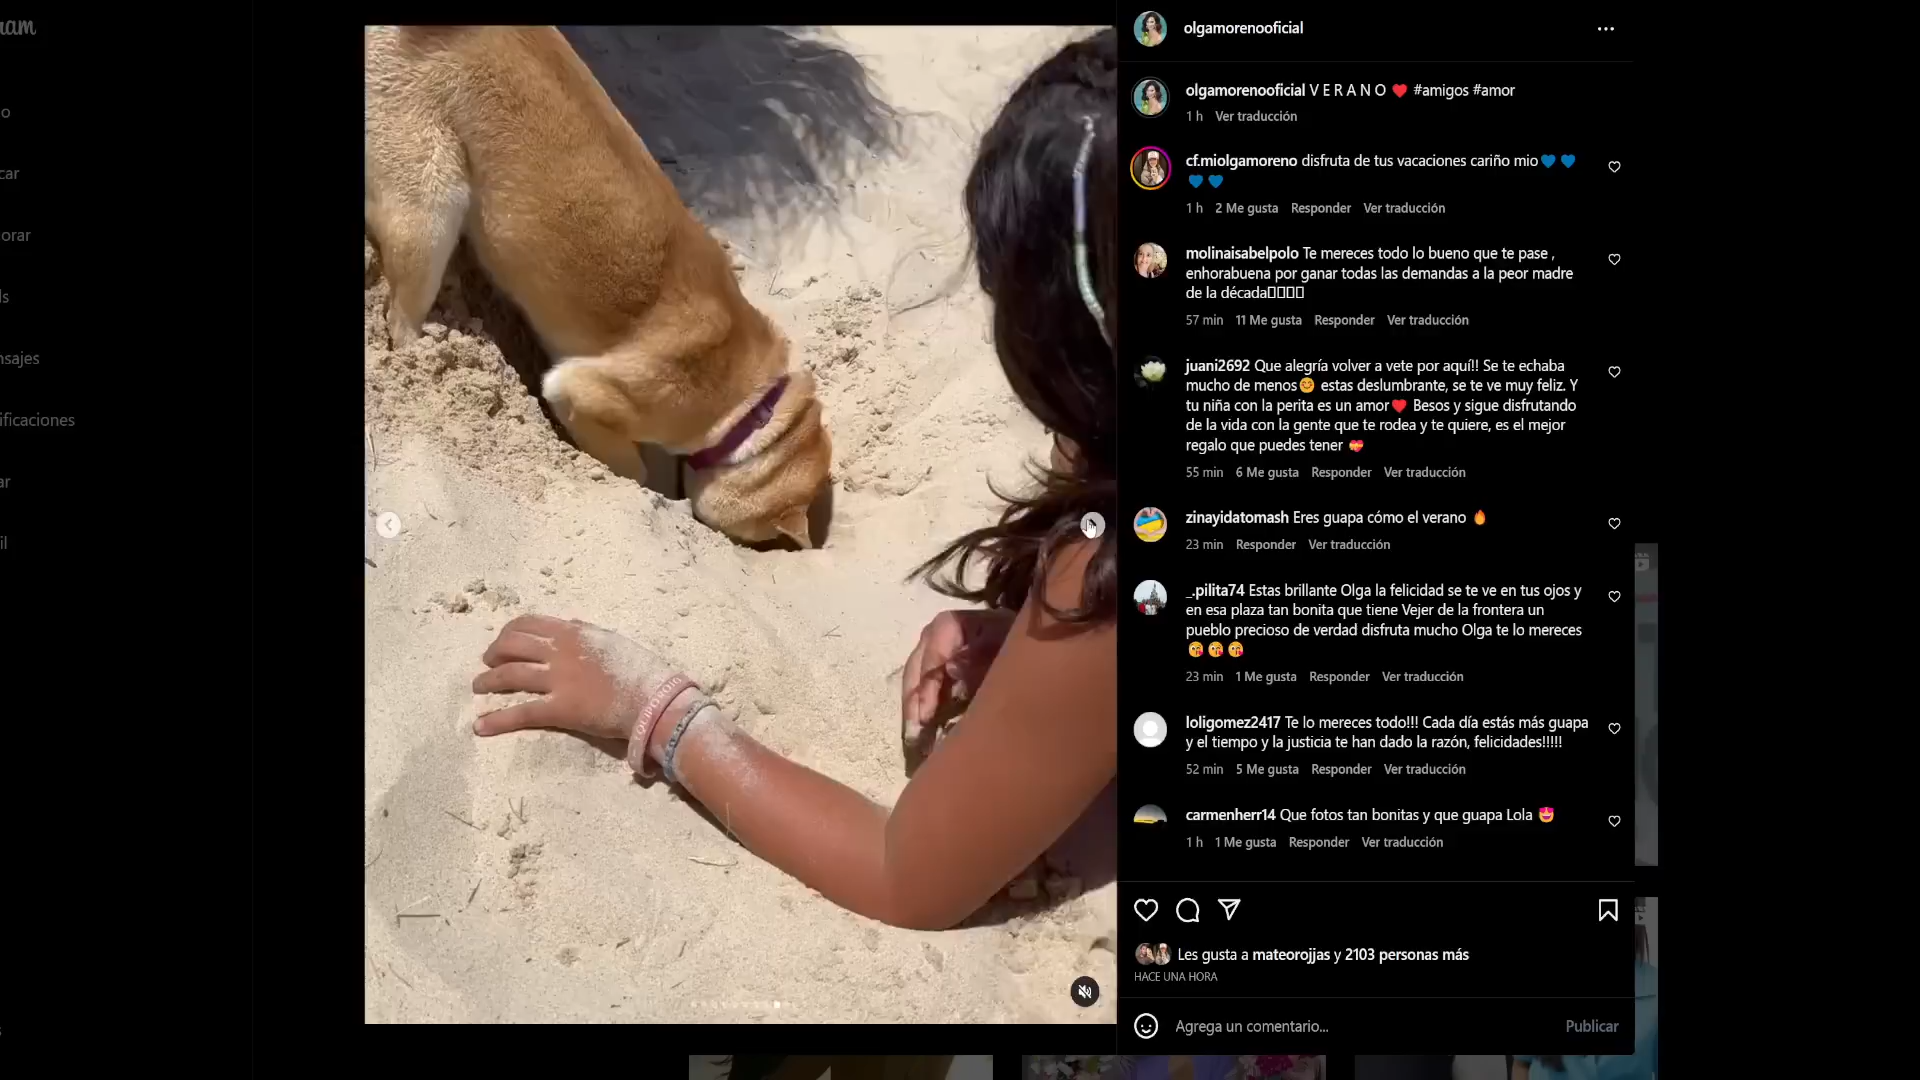 olgamorenooficial
olgamorenooficial V E R A N O ❤️ #amigos #amor
1 h Ver traducción
cf.miolgamoreno disfruta de tus vacaciones cariño mio💙 💙
💙 💙
1 h 2 Me gusta Responder Ver traducción
molinaisabelpolo Te mereces todo lo bueno que te pase ,
enhorabuena por ganar todas las demandas a la peor madre
de la década
57 min 11 Me gusta Responder Ver traducción
juani2692 Que alegría volver a vete por aquí!! Se te echaba
mucho de menos😊 estas deslumbrante, se te ve muy feliz. Y
tu niña con la perita es un amor❤️ Besos y sigue disfrutando
de la vida con la gente que te rodea y te quiere, es el mejor
regalo que puedes tener 💝
55 min 6 Me gusta Responder Ver traducción
zinayidatomash Eres guapa cómo el verano 🔥
23 min Responder Ver traducción
_.pilita74 Estas brillante Olga la felicidad se te ve en tus ojos y
en esa plaza tan bonita que tiene Vejer de la frontera un
pueblo precioso de verdad disfruta mucho Olga te lo mereces
😘 😘 😘
23 min 1 Me gusta Responder Ver traducción
loligomez2417 Te lo mereces todo!!! Cada día estás más guapa
y el tiempo y la justicia te han dado la razón, felicidades!!!!!
52 min 5 Me gusta Responder Ver traducción
carmenherr14 Que fotos tan bonitas y que guapa Lola 🤩
1 h 1 Me gusta Responder Ver traducción
Les gusta a mateorojjas y 2103 personas más
HACE UNA HORA
Agrega un comentario... Publicar
am
o
car
orar
ls
nsajes
ificaciones
ar
il
s